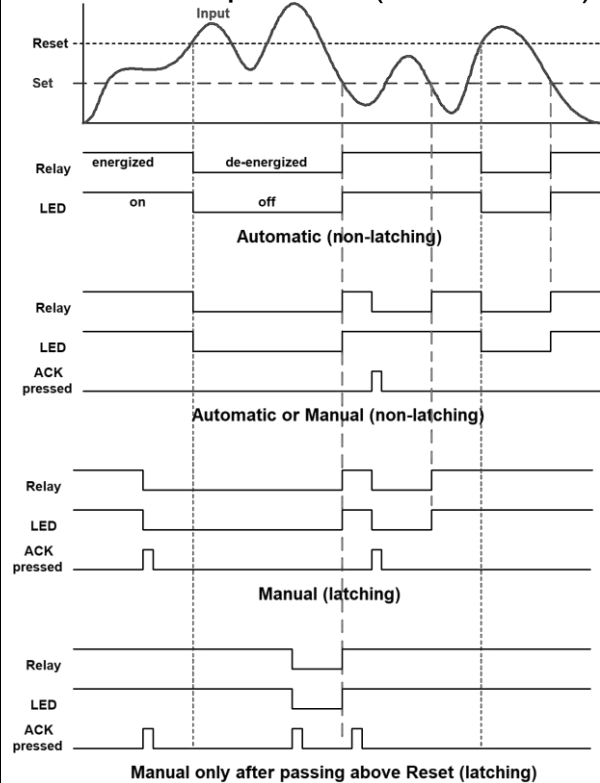 Input
Reset
Set
Relay energized de-energized
LED on off
Automatic (non-latching)
Relay
LED
ACK
pressed
Automatic or Manual (non-latching)
Relay
LED
ACK
pressed
Manual (latching)
Relay
LED
ACK
pressed
Manual only after passing above Reset (latching)